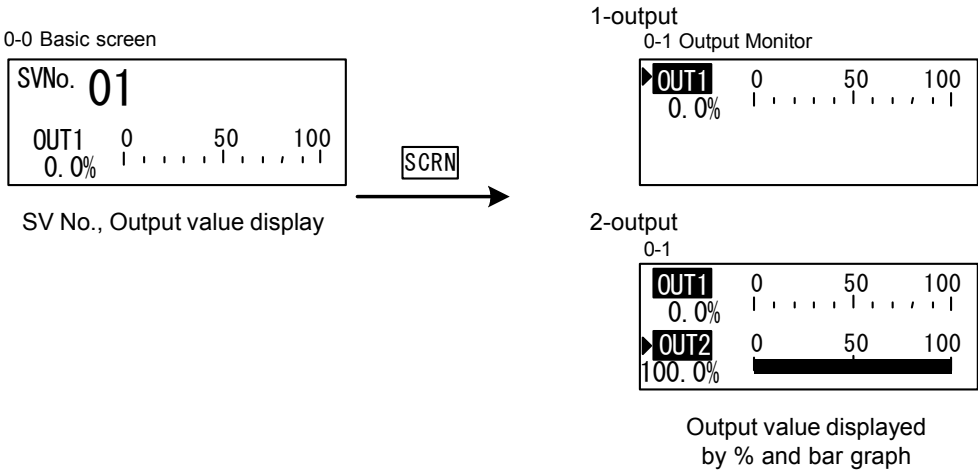 0-0 Basic screen
SVNo. 01
OUT1 0 50 100
0.0%
SV No., Output value display
SCRN
1-output
0-1 Output Monitor
OUT1 0 50 100
0.0%
2-output
0-1
OUT1 0 50 100
0.0%
OUT2 0 50 100
100.0%
Output value displayed
by % and bar graph